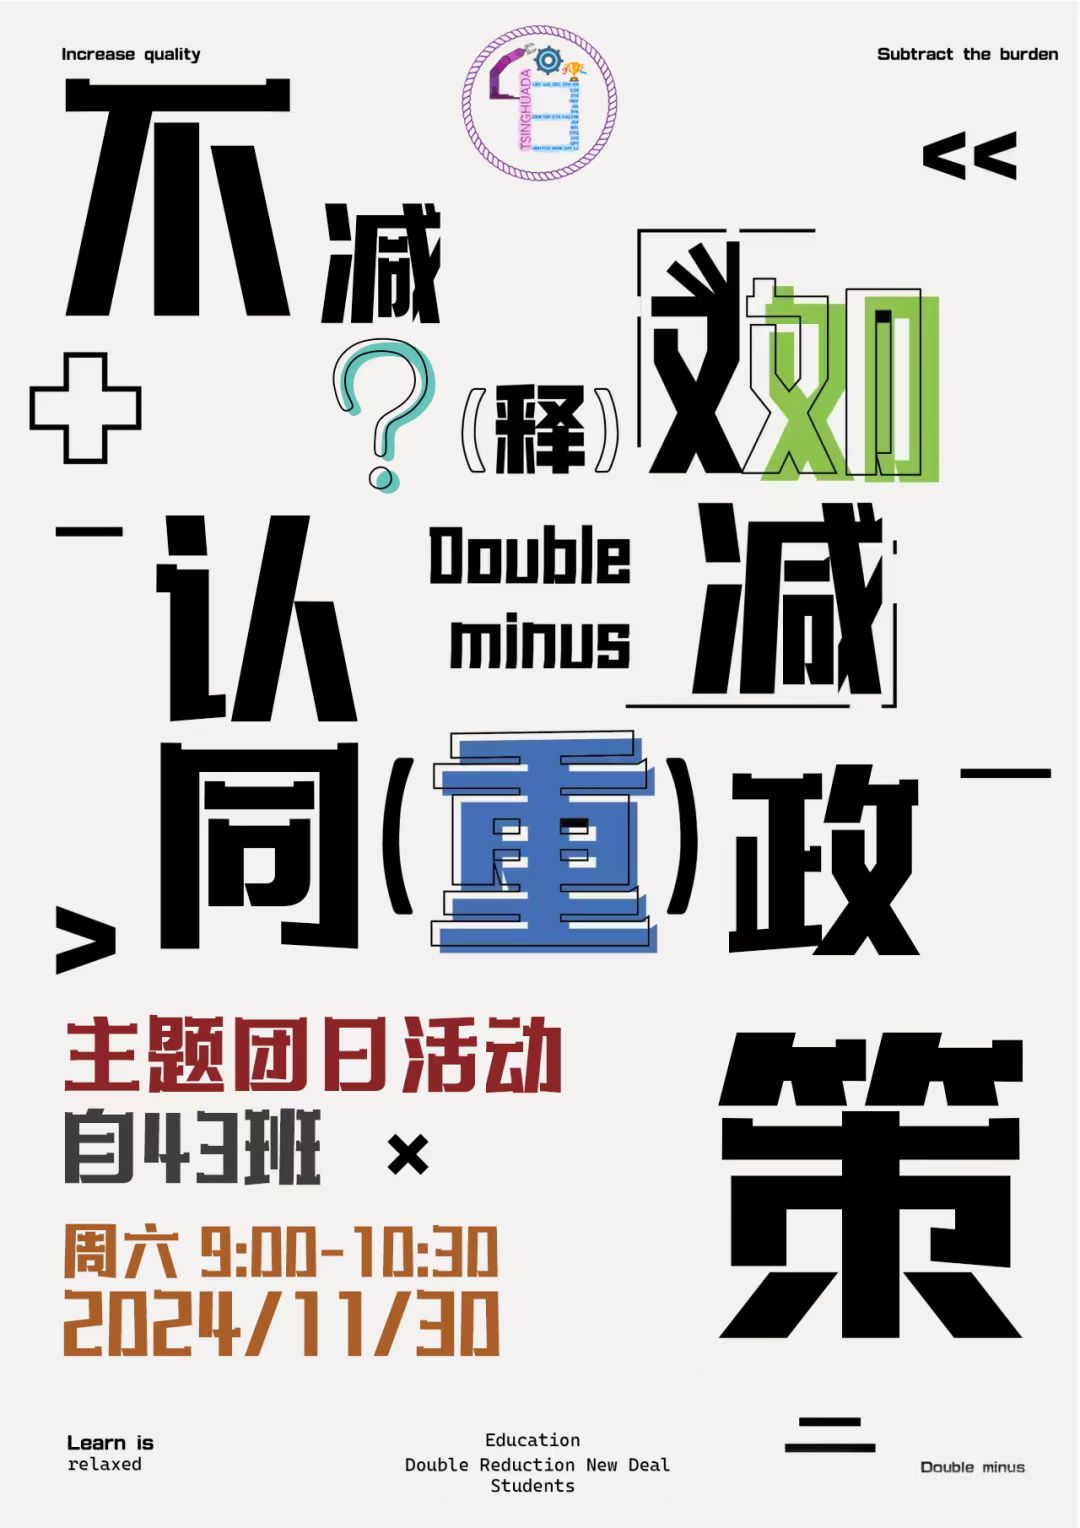 Increase quality
Subtract the burden
TSINGHUADA
<<
不减
+
?
(释)
双
- 认
Double
minus
减
同(重)政 -
>
主题团日活动
自43班 ×
策
周六 9:00-10:30
2024/11/30
=
Learn is
relaxed
Education
Double Reduction New Deal
Students
Double minus